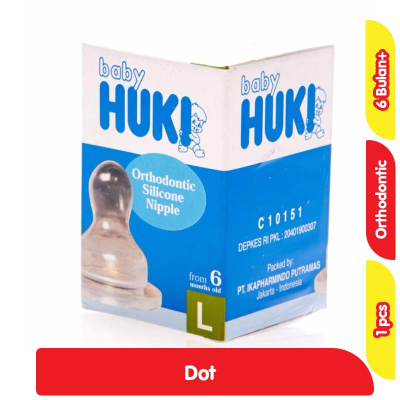 baby
HUKI
Orthodontic
Silicone
Nipple
from 6
months old
L
baby
HUKI
C10151
DEPKES RI PKL : 20401900307
Packed by:
PT. IKAPHARMINDO PUTRAMAS
Jakarta - Indonesia
6 Bulan+
Orthodontic
1 pcs
Dot